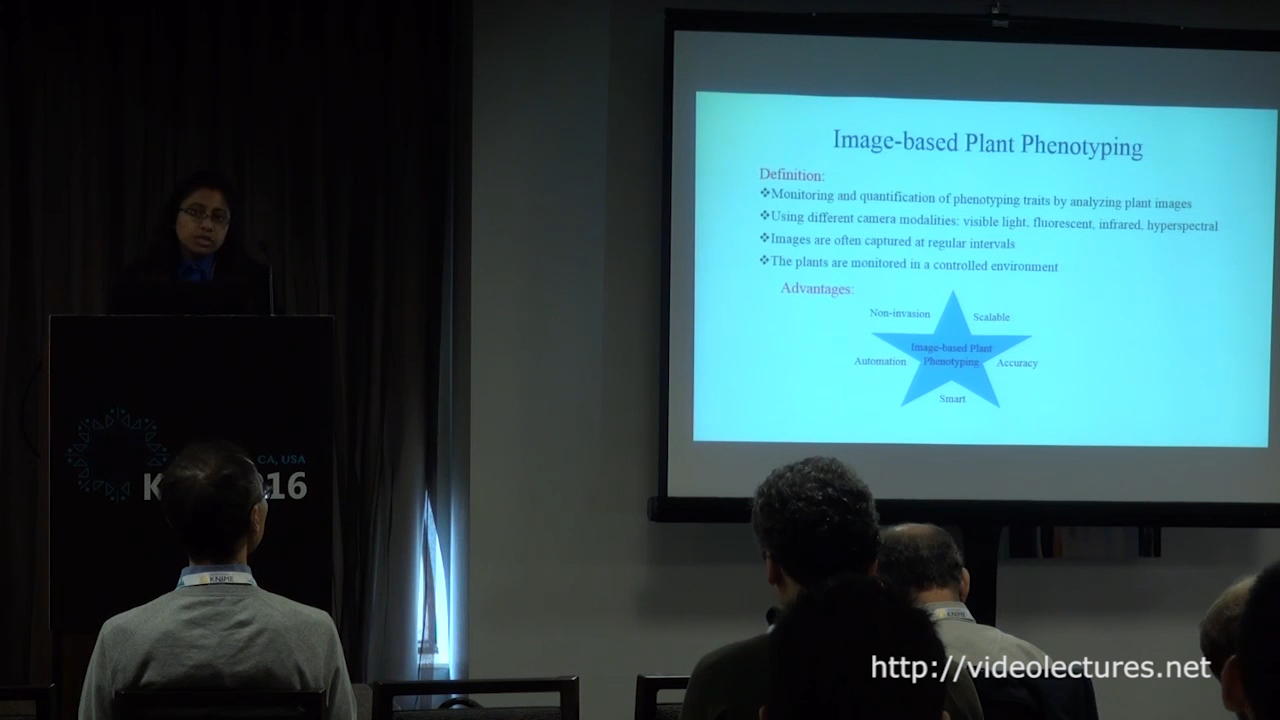 Image-based Plant Phenotyping
Definition:
❖Monitoring and quantification of phenotyping traits by analyzing plant images
❖Using different camera modalities: visible light, fluorescent, infrared, hyperspectral
❖Images are often captured at regular intervals
❖The plants are monitored in a controlled environment
Advantages:
Non-invasion
Scalable
Image-based Plant
Phenotyping
Automation
Accuracy
Smart
CA, USA
K
16
KNIME
KNIME
http://videolectures.net